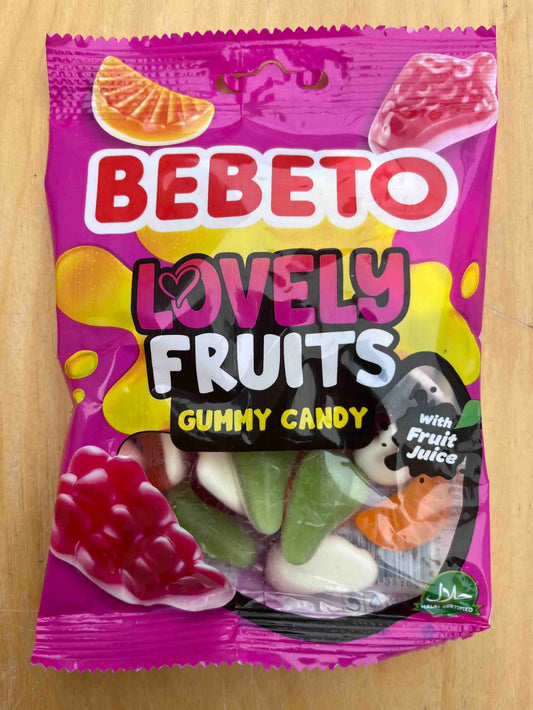 BEBETO
LOVELY
FRUITS
GUMMY CANDY
With
Fruit
Juice
حلال
HALAL CERTIFIED